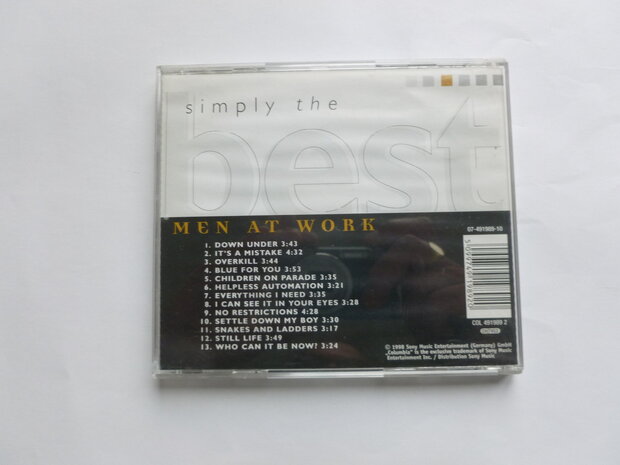 simply the
best
MEN AT WORK
07-491989-10
1. DOWN UNDER 3:43
2. IT'S A MISTAKE 4:32
3. OVERKILL 3:44
4. BLUE FOR YOU 3:53
5. CHILDREN ON PARADE 3:35
6. HELPLESS AUTOMATION 3:21
7. EVERYTHING I NEED 3:35
8. I CAN SEE IT IN YOUR EYES 3:28
9. NO RESTRICTIONS 4:28
10. SETTLE DOWN MY BOY 3:30
11. SNAKES AND LADDERS 3:17
12. STILL LIFE 3:49
13. WHO CAN IT BE NOW? 3:24
COL 491989 2
© 1998 Sony Music Entertainment (Germany) GmbH
„Columbia" is the exclusive trademark of Sony Music
Entertainment Inc. / Distribution Sony Music